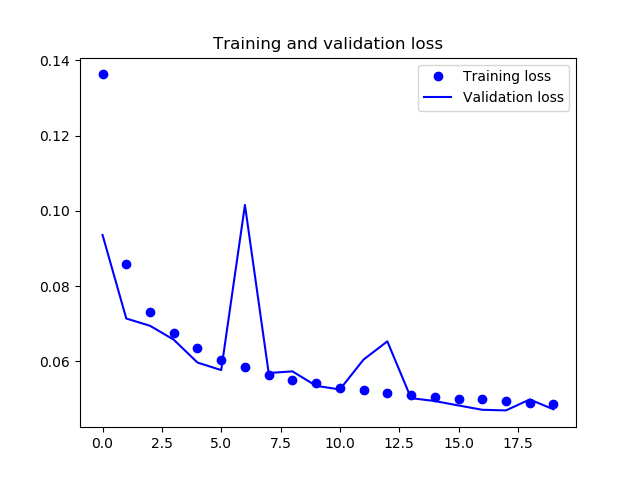 Training and validation loss
Training loss
Validation loss
0.14
0.12
0.10
0.08
0.06
0.0 2.5 5.0 7.5 10.0 12.5 15.0 17.5